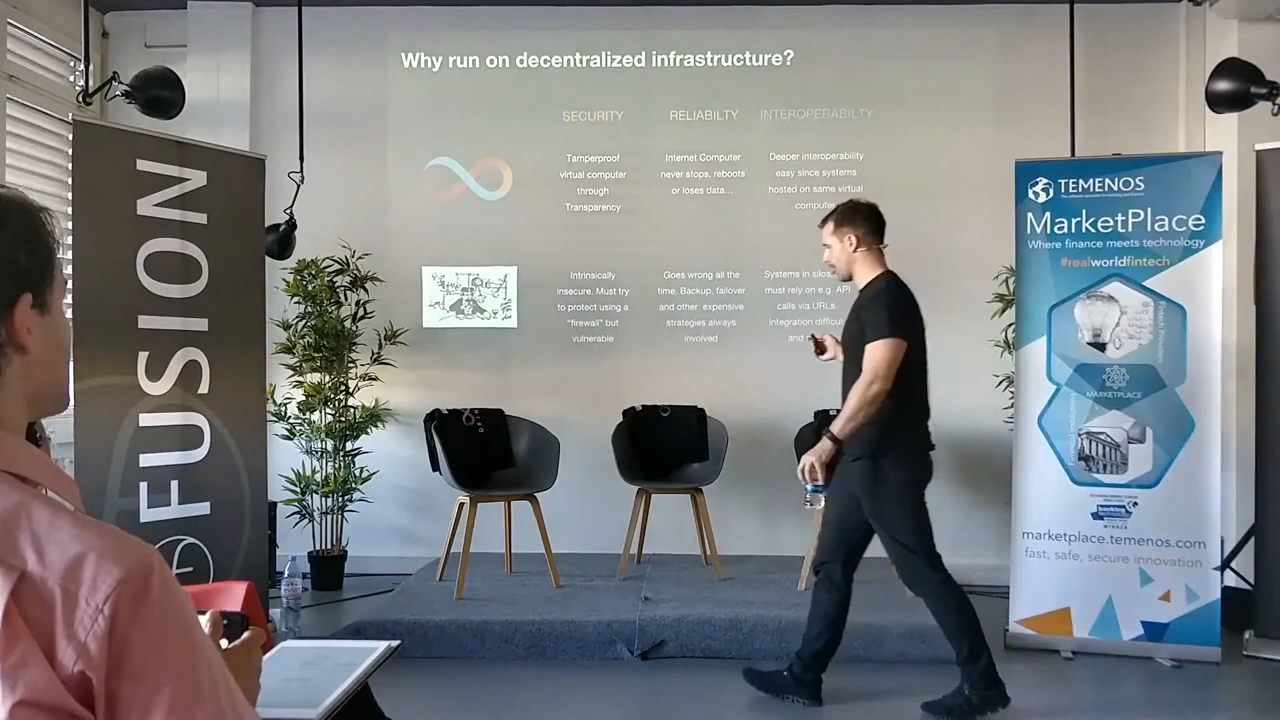 Why run on decentralized infrastructure?
SECURITY
RELIABILTY
INTEROPERABILTY
Tamperproof
virtual computer
through
Transparency
Internet Computer
never stops, reboots
or loses data...
Deeper interoperability
easy since systems
hosted on same virtual
computer
Intrinsically
insecure. Must try
to protect using a
"firewall" but
vulnerable
Goes wrong all the
time. Backup, failover
and other expensive
strategies always
involved
Systems in silos,
must rely on e.g. API
calls via URLs.
Integration difficul
and
FUSION
TEMENOS
MarketPlace
Where finance meets technology
#realworldfintech
MARKETPLACE
marketplace.temenos.com
fast, safe, secure innovation